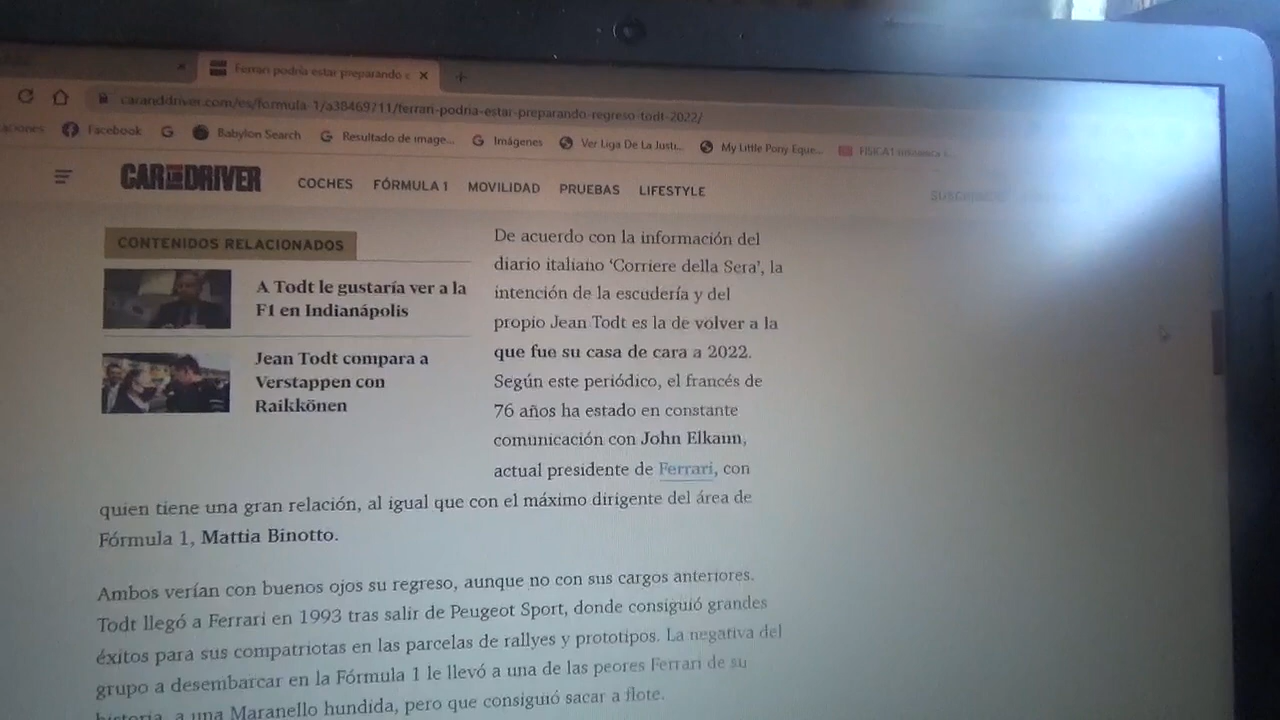 Ferrari podría estar preparando e
caranddriver.com/es/formula-1/a38469711/ferrari-podria-estar-preparando-regreso-todt-2022/
aciones Facebook G Babylon Search Resultado de image... Imágenes Ver Liga De La Justi... My Little Pony Eque...
CAR AND DRIVER COCHES FÓRMULA 1 MOVILIDAD PRUEBAS LIFESTYLE
CONTENIDOS RELACIONADOS
A Todt le gustaría ver a la
F1 en Indianápolis
Jean Todt compara a
Verstappen con
Raikkönen
De acuerdo con la información del
diario italiano ‘Corriere della Sera’, la
intención de la escudería y del
propio Jean Todt es la de volver a la
que fue su casa de cara a 2022.
Según este periódico, el francés de
76 años ha estado en constante
comunicación con John Elkann,
actual presidente de Ferrari, con
quien tiene una gran relación, al igual que con el máximo dirigente del área de
Fórmula 1, Mattia Binotto.
Ambos verían con buenos ojos su regreso, aunque no con sus cargos anteriores.
Todt llegó a Ferrari en 1993 tras salir de Peugeot Sport, donde consiguió grandes
éxitos para sus compatriotas en las parcelas de rallyes y prototipos. La negativa del
grupo a desembarcar en la Fórmula 1 le llevó a una de las peores Ferrari de su
historia, a una Maranello hundida, pero que consiguió sacar a flote.